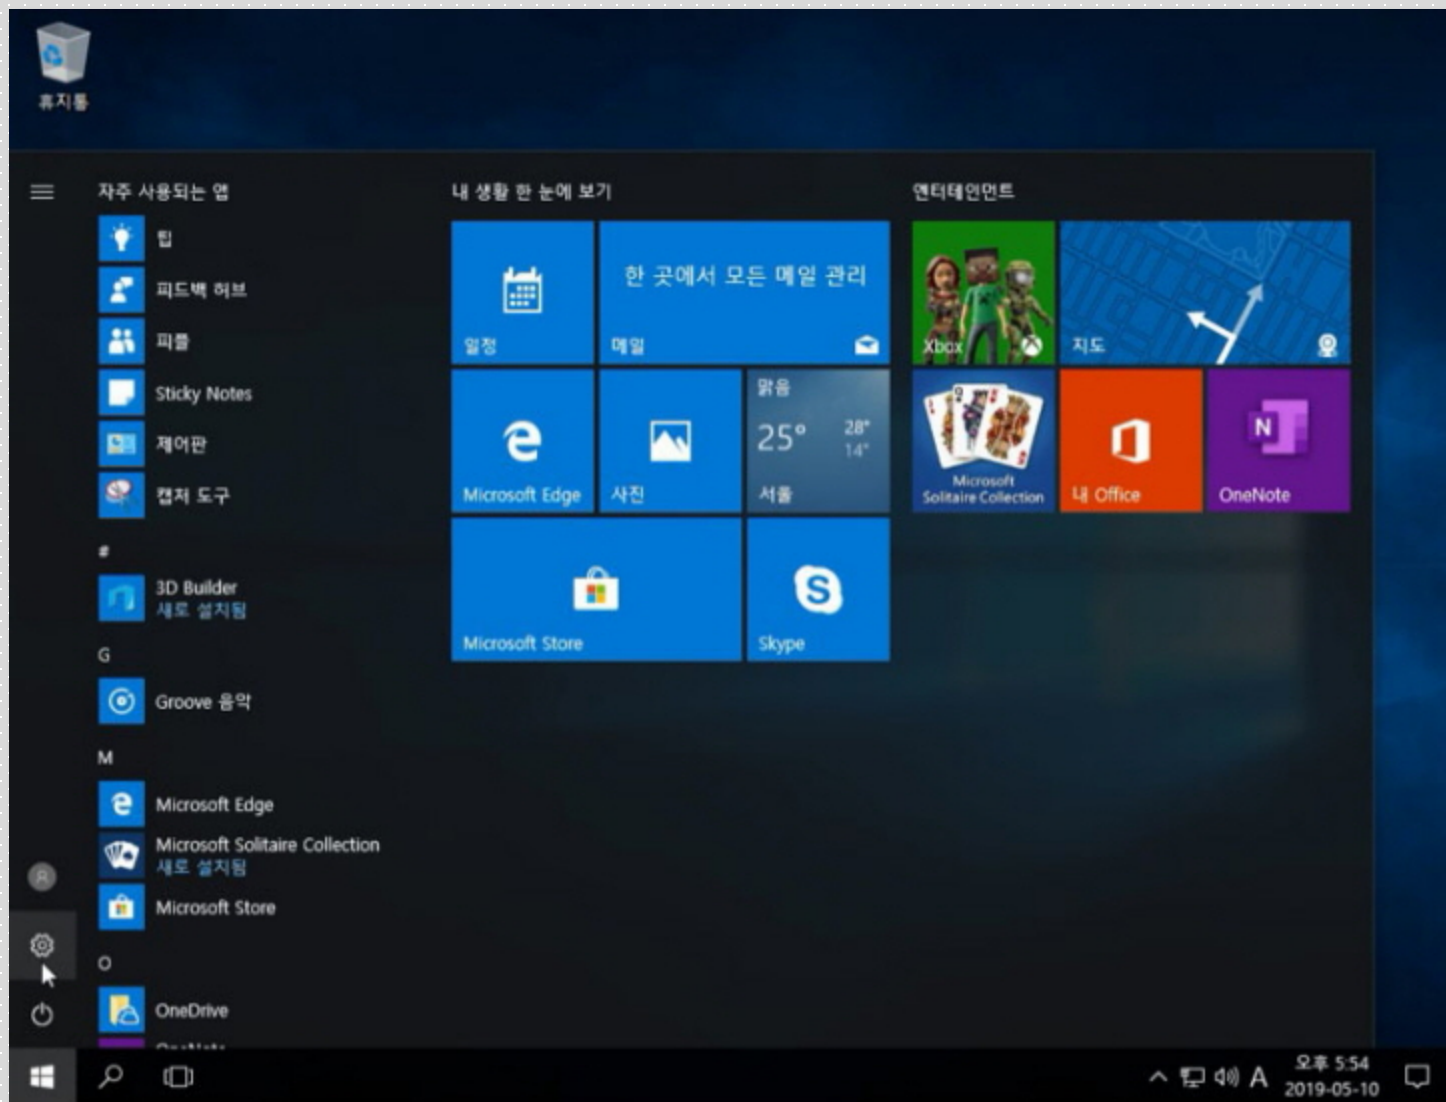 휴지통
자주 사용되는 앱
팁
피드백 허브
피플
Sticky Notes
제어판
캡처 도구
#
3D Builder
새로 설치됨
G
Groove 음악
M
Microsoft Edge
Microsoft Solitaire Collection
새로 설치됨
Microsoft Store
O
OneDrive
OneNote
내 생활 한 눈에 보기
일정
한 곳에서 모든 메일 관리
메일
Microsoft Edge
사진
맑음
25° 28°
14°
서울
Microsoft Store
Skype
엔터테인먼트
Xbox
지도
Microsoft
Solitaire Collection
내 Office
N
OneNote
A
오후 5:54
2019-05-10